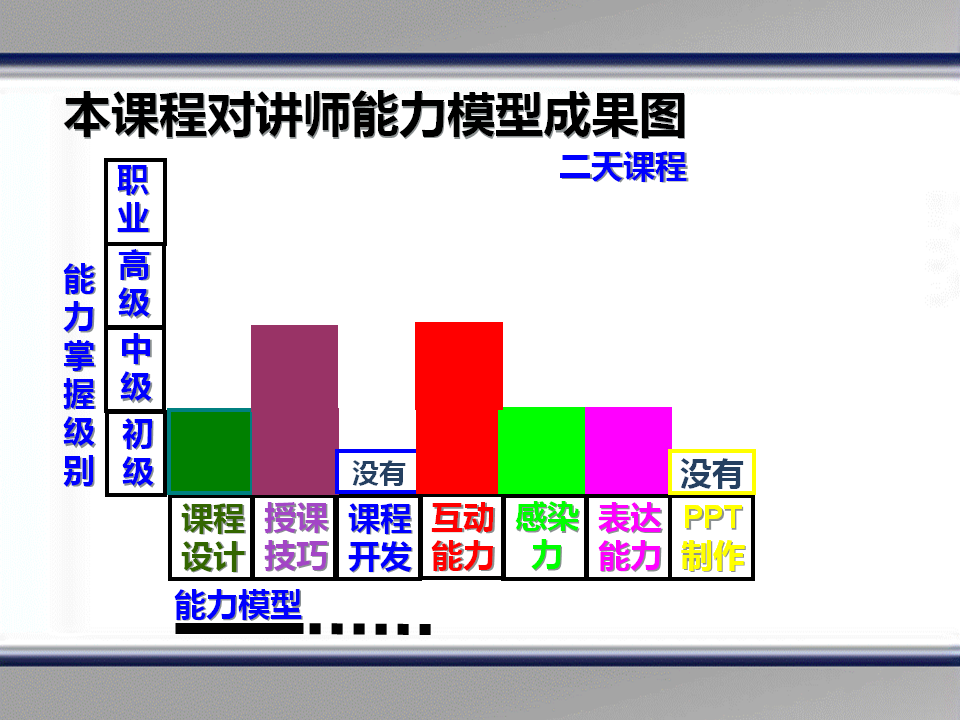 本课程对讲师能力模型成果图
二天课程
能力掌握级别
职业
高级
中级
初级
没有
没有
课程
设计
授课
技巧
课程
开发
互动
能力
感染
力
表达
能力
PPT
制作
能力模型